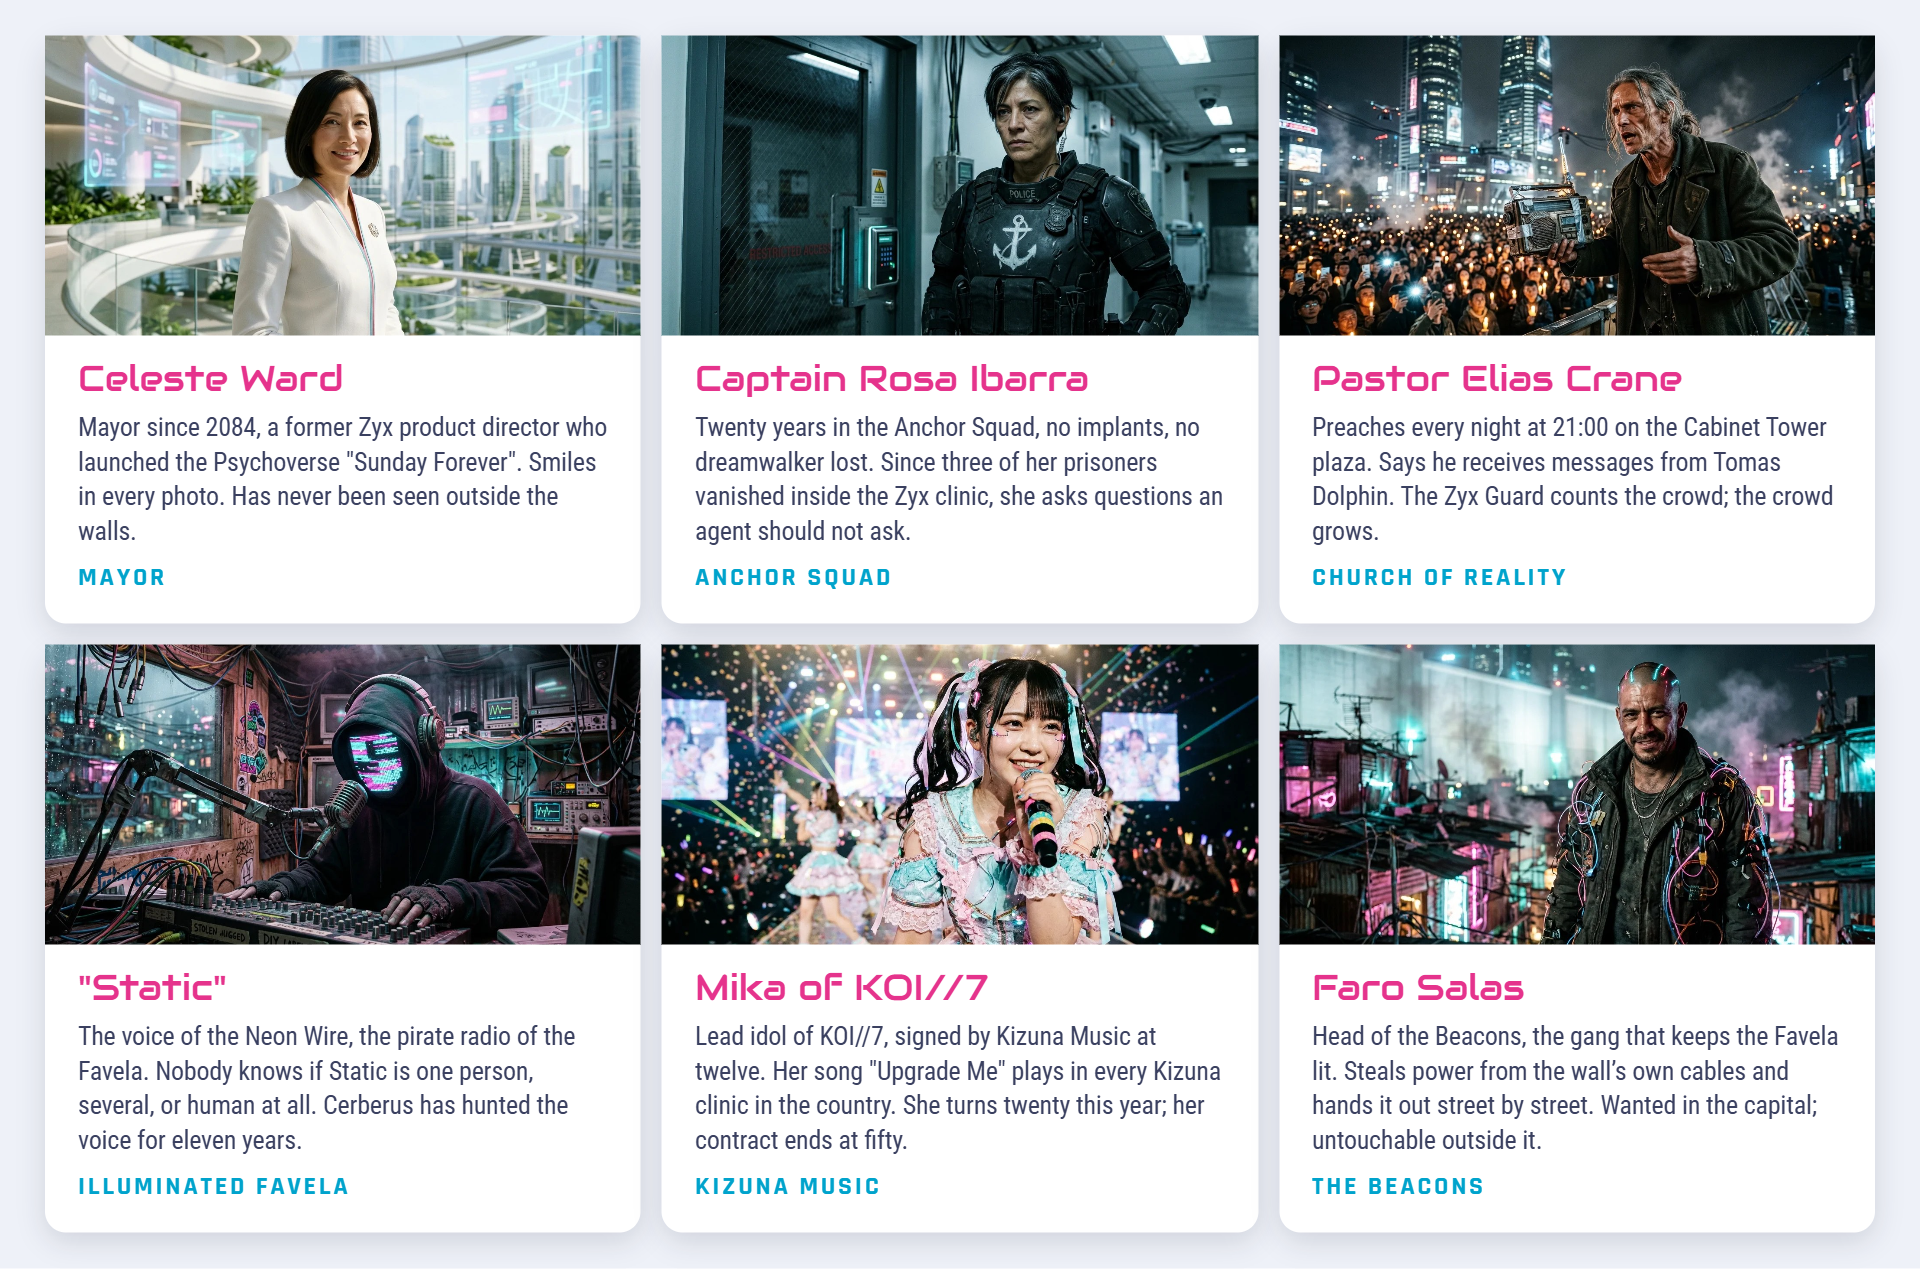 POLICE
RESTRICTED ACCESS
Celeste Ward
Mayor since 2084, a former Zyx product director who
launched the Psychoverse "Sunday Forever". Smiles
in every photo. Has never been seen outside the
walls.
MAYOR
Captain Rosa Ibarra
Twenty years in the Anchor Squad, no implants, no
dreamwalker lost. Since three of her prisoners
vanished inside the Zyx clinic, she asks questions an
agent should not ask.
ANCHOR SQUAD
Pastor Elias Crane
Preaches every night at 21:00 on the Cabinet Tower
plaza. Says he receives messages from Tomas
Dolphin. The Zyx Guard counts the crowd; the crowd
grows.
CHURCH OF REALITY
STOLEN JUGGED
"Static"
The voice of the Neon Wire, the pirate radio of the
Favela. Nobody knows if Static is one person,
several, or human at all. Cerberus has hunted the
voice for eleven years.
ILLUMINATED FAVELA
Mika of KOI//7
Lead idol of KOI//7, signed by Kizuna Music at
twelve. Her song "Upgrade Me" plays in every Kizuna
clinic in the country. She turns twenty this year; her
contract ends at fifty.
KIZUNA MUSIC
Faro Salas
Head of the Beacons, the gang that keeps the Favela
lit. Steals power from the wall’s own cables and
hands it out street by street. Wanted in the capital;
untouchable outside it.
THE BEACONS